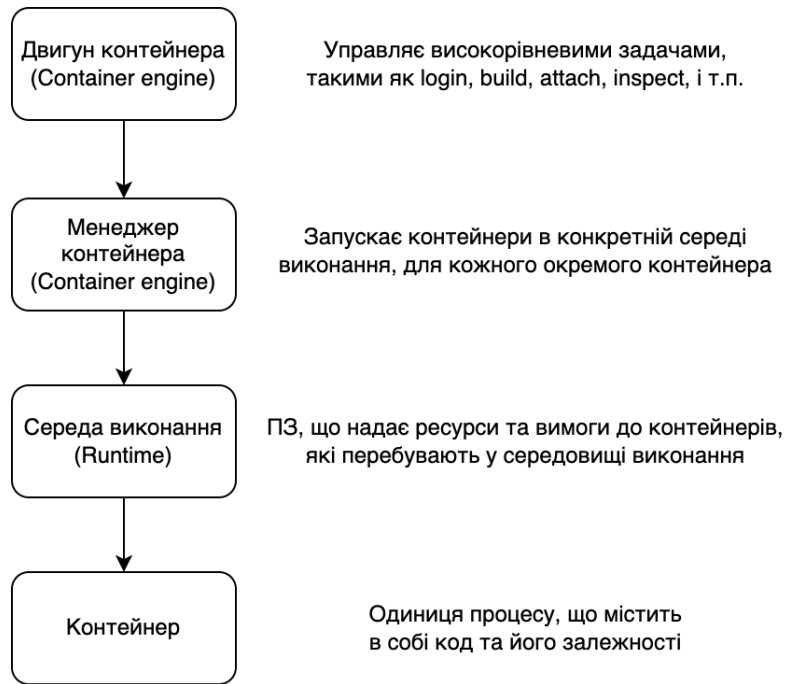 Двигун контейнера
(Container engine)
Управляє високорівневими задачами,
такими як login, build, attach, inspect, і т.п.
Менеджер
контейнера
(Container engine)
Запускає контейнери в конкретній середі
виконання, для кожного окремого контейнера
Середа виконання
(Runtime)
ПЗ, що надає ресурси та вимоги до контейнерів,
які перебувають у середовищі виконання
Контейнер
Одиниця процесу, що містить
в собі код та його залежності